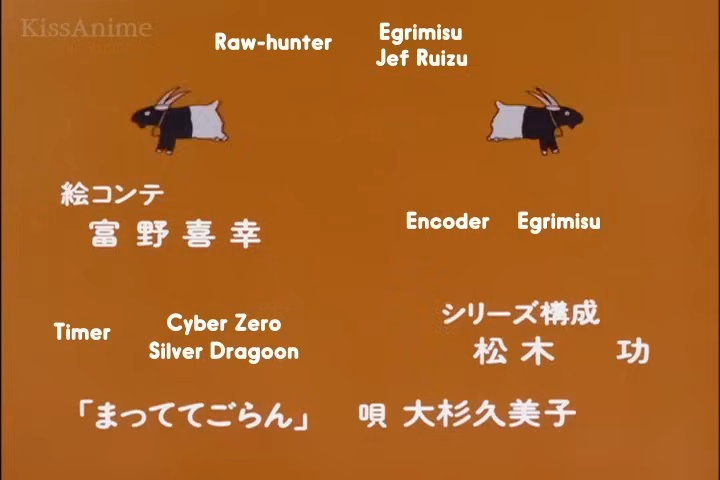 KissAnime
Raw-hunter
Egrimisu
Jef Ruizu
絵コンテ
富野喜幸
Encoder Egrimisu
シリーズ構成
松木 功
Timer
Cyber Zero
Silver Dragoon
「まっててごらん」 唄 大杉久美子